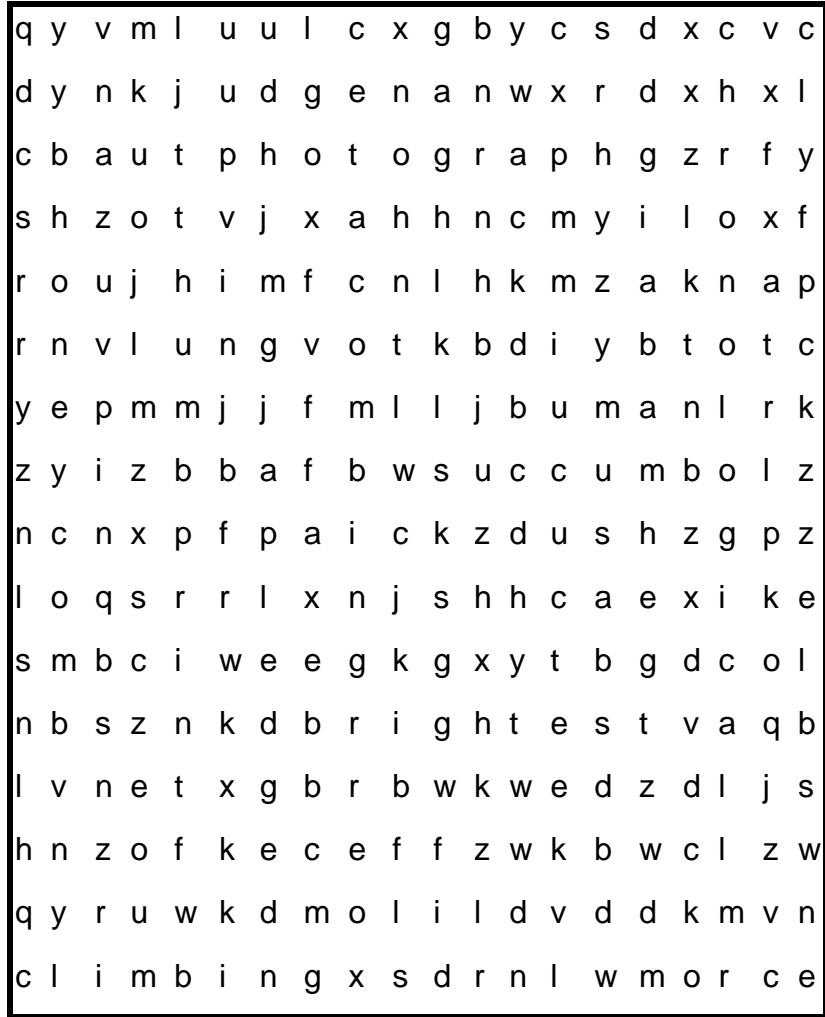 q y v m l u u l c x g b y c s d x c v c
d y n k j u d g e n a n w x r d x h x l
c b a u t p h o t o g r a p h g z r f y
s h z o t v j x a h h n c m y i l o x f
r o u j h i m f c n l h k m z a k n a p
r n v l u n g v o t k b d i y b t o t c
y e p m m j j f m l l j b u m a n l r k
z y i z b b a f b w s u c c u m b o l z
n c n x p f p a i c k z d u s h z g p z
l o q s r r l x n j s h h c a e x i k e
s m b c i w e e g k g x y t b g d c o l
n b s z n k d b r i g h t e s t v a q b
l v n e t x g b r b w k w e d z d l j s
h n z o f k e c e f f z w k b w c l z w
q y r u w k d m o l i l d v d d k m v n
c l i m b i n g x s d r n l w m o r c e